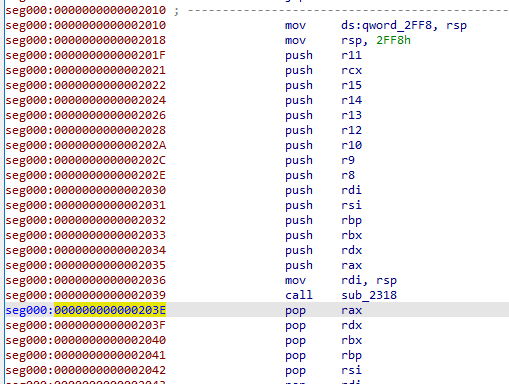 seg000:0000000000002010 ; ----------------------------------------
seg000:0000000000002010 mov ds:qword_2FF8, rsp
seg000:0000000000002018 mov rsp, 2FF8h
seg000:000000000000201F push r11
seg000:0000000000002021 push rcx
seg000:0000000000002022 push r15
seg000:0000000000002024 push r14
seg000:0000000000002026 push r13
seg000:0000000000002028 push r12
seg000:000000000000202A push r10
seg000:000000000000202C push r9
seg000:000000000000202E push r8
seg000:0000000000002030 push rdi
seg000:0000000000002031 push rsi
seg000:0000000000002032 push rbp
seg000:0000000000002033 push rbx
seg000:0000000000002034 push rdx
seg000:0000000000002035 push rax
seg000:0000000000002036 mov rdi, rsp
seg000:0000000000002039 call sub_2318
seg000:000000000000203E pop rax
seg000:000000000000203F pop rdx
seg000:0000000000002040 pop rbx
seg000:0000000000002041 pop rbp
seg000:0000000000002042 pop rsi